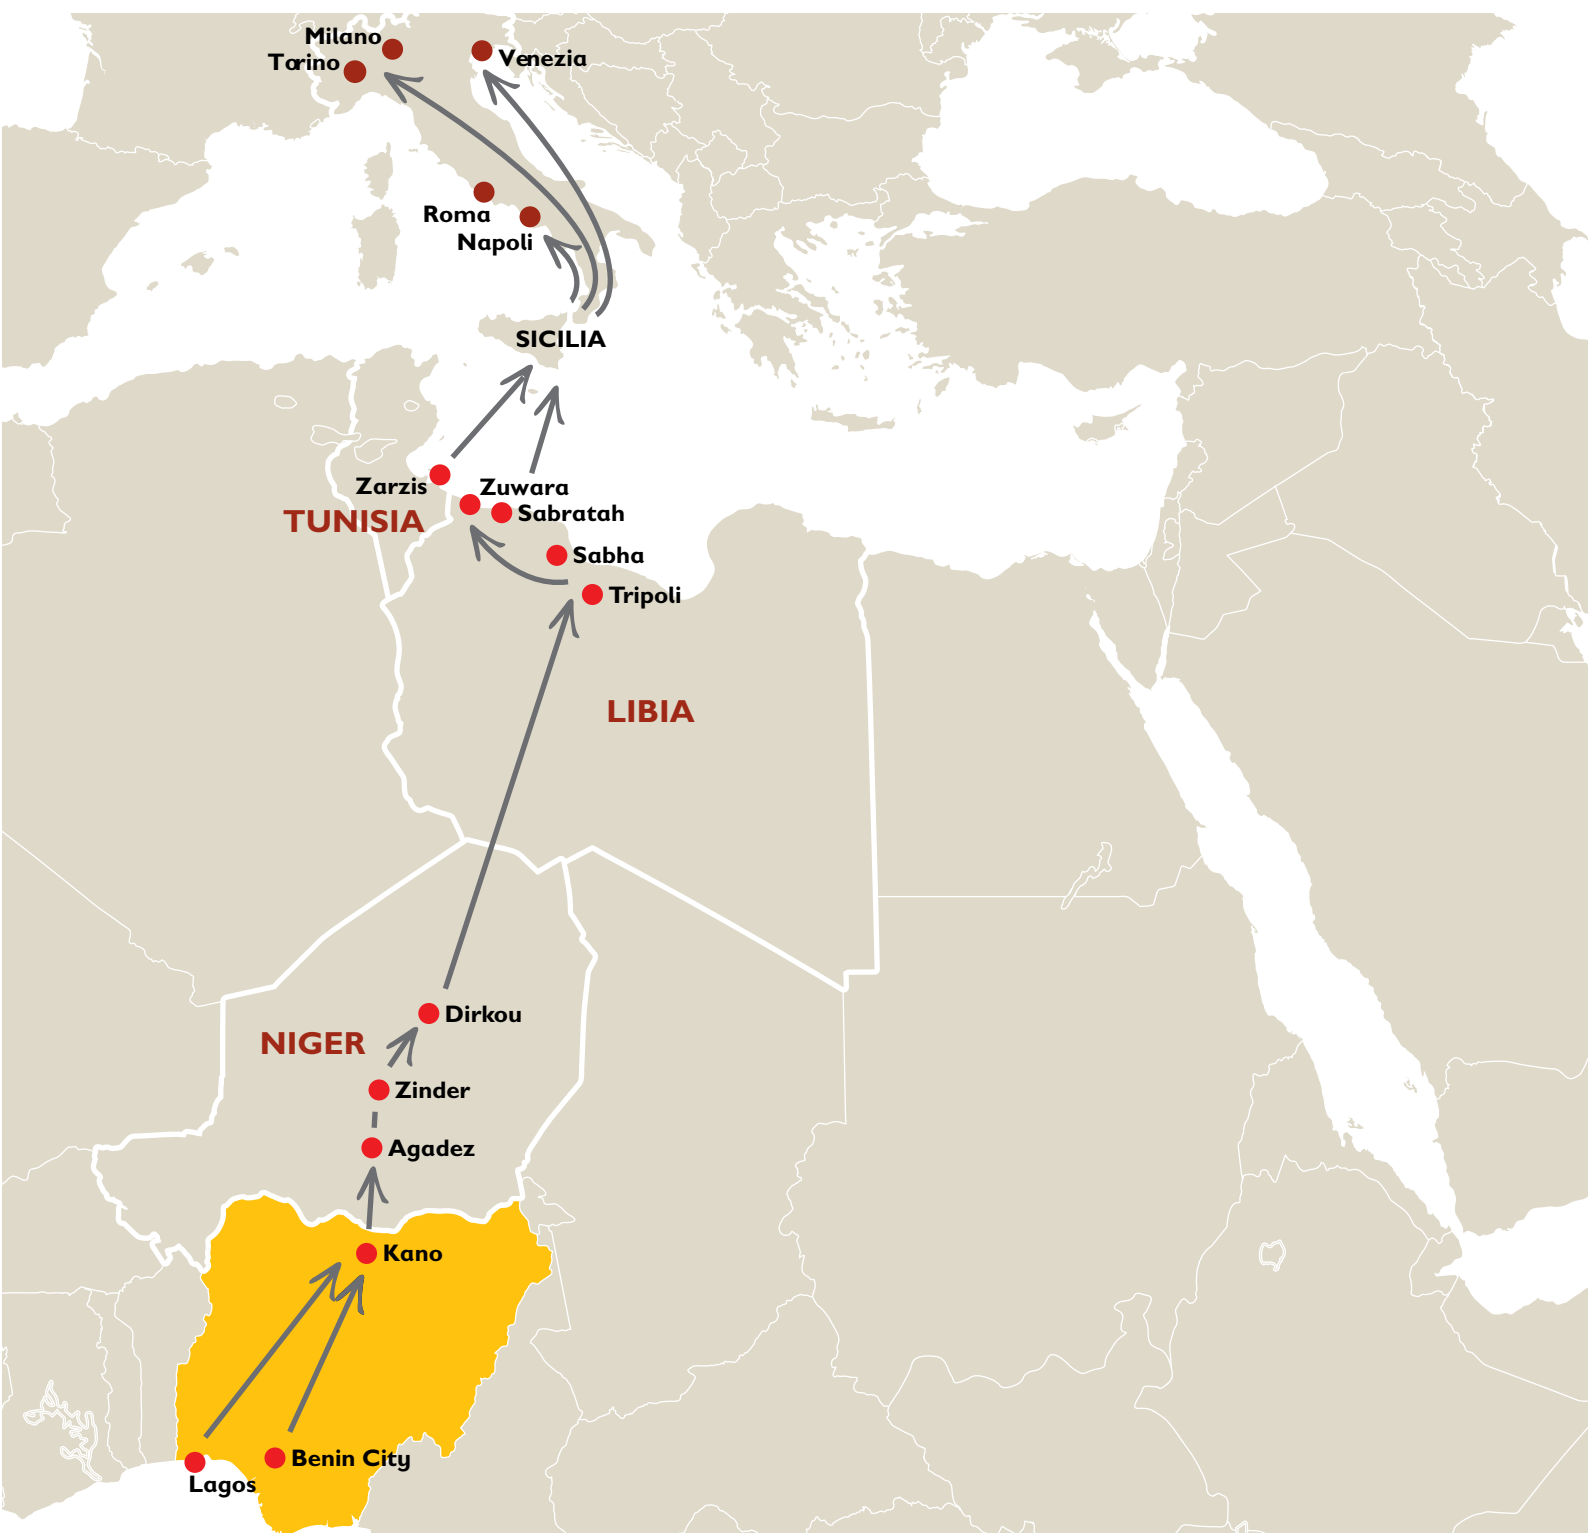 Milano
Torino
Venezia
Roma
Napoli
SICILIA
Zarzis
Zuwara
TUNISIA
Sabratah
Sabha
Tripoli
LIBIA
Dirkou
NIGER
Zinder
Agadez
Kano
Benin City
Lagos